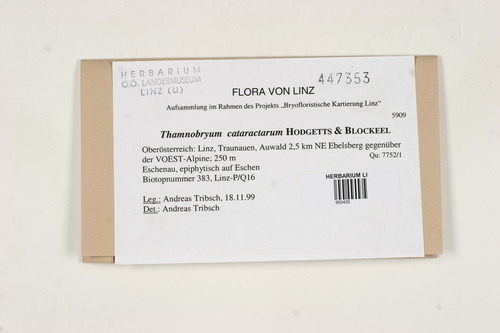 HERBARIUM
O.Ö. LANDESMUSEUM
LINZ (LI)
447353
FLORA VON LINZ
Aufsammlung im Rahmen des Projekts „Bryofloristische Kartierung Linz"
5909
Thamnobryum cataractarum HODGETTS & BLOCKEEL
Oberösterreich: Linz, Traunauen, Auwald 2,5 km NE Ebelsberg gegenüber
der VOEST-Alpine; 250 m
Qu: 7752/1
Eschenau, epiphytisch auf Eschen
Biotopnummer 383, Linz-P/Q16
HERBARIUM LI
Leg.: Andreas Tribsch, 18.11.99
Det.: Andreas Tribsch